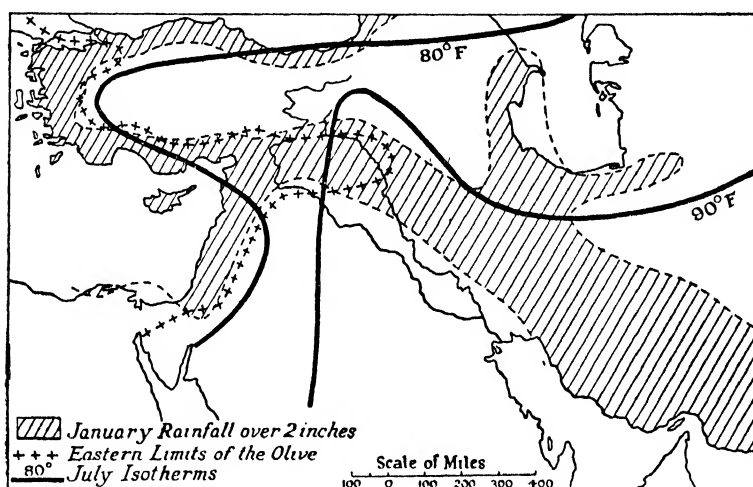 80°F
90°F
January Rainfall over 2 inches
+++ Eastern Limits of the Olive
80° July Isotherms
Scale of Miles
100 0 100 200 300 400